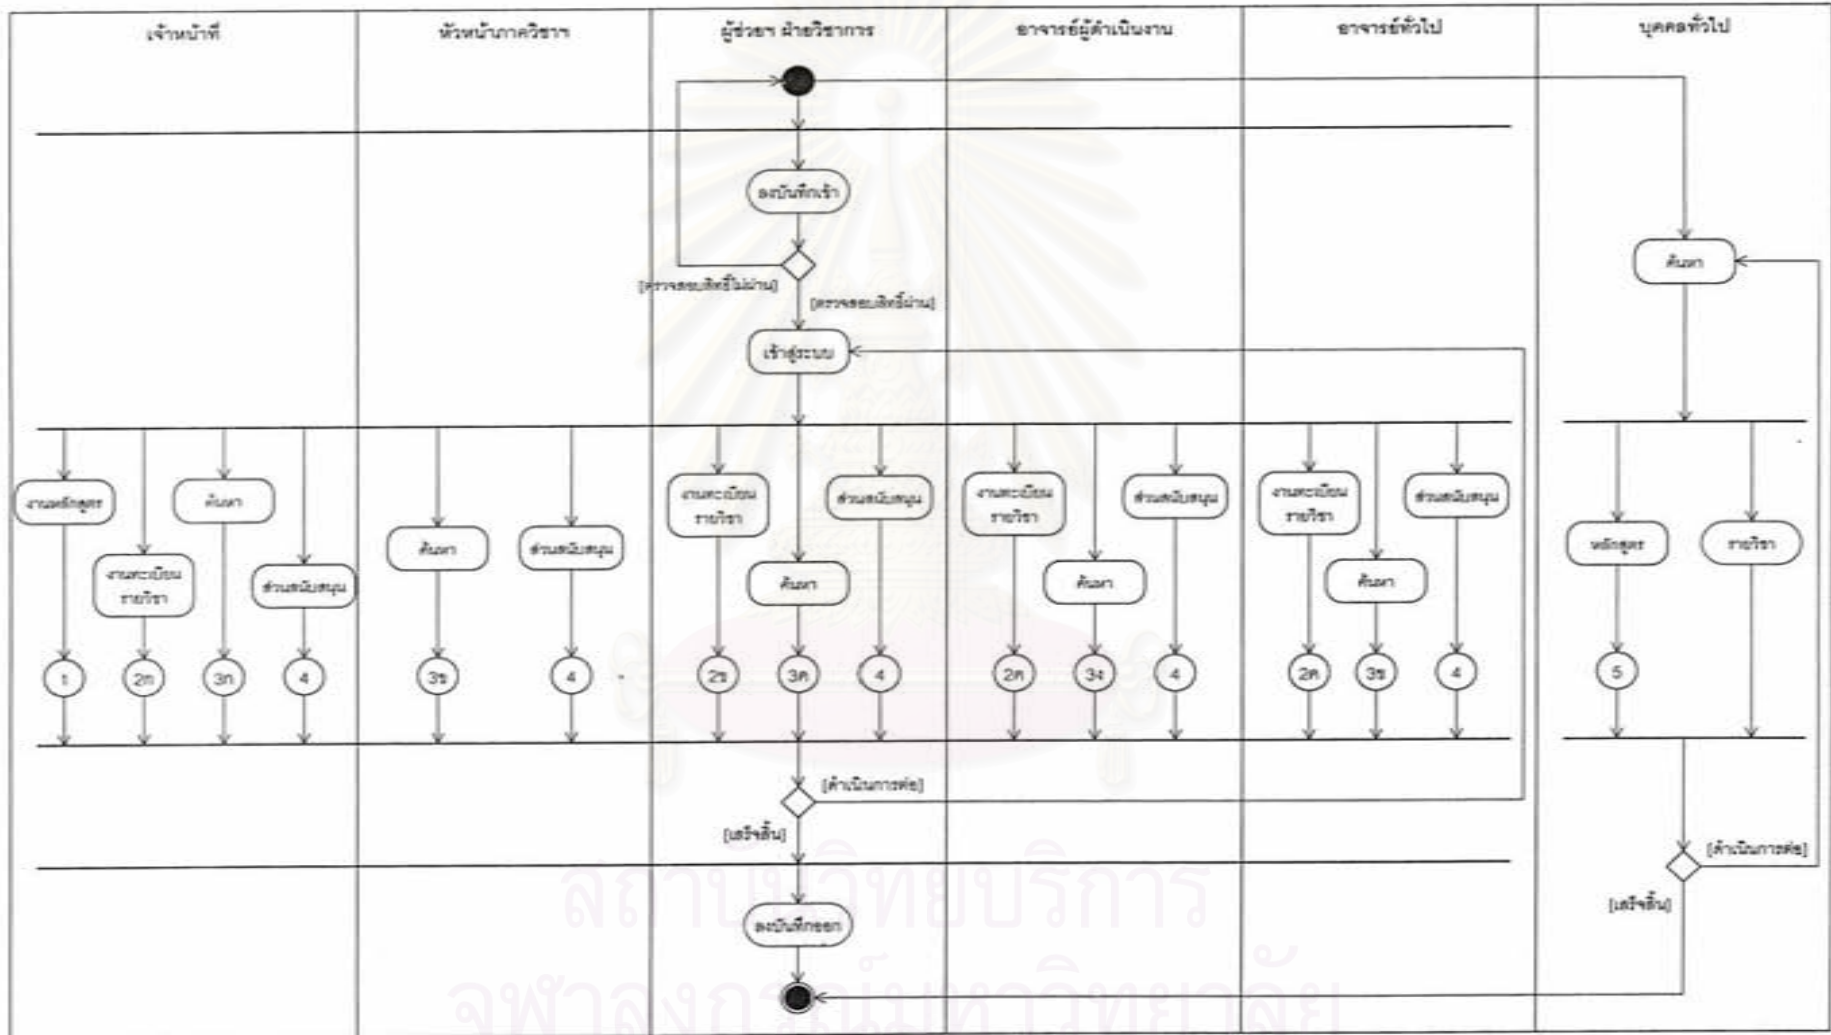 เจ้าหน้าที่
หัวหน้าภาควิชาฯ
ผู้ช่วยฯ ฝ่ายวิชาการ
อาจารย์ผู้ดำเนินงาน
อาจารย์ทั่วไป
บุคคลทั่วไป
ลงบันทึกเข้า
ค้นหา
[ตรวจสอบสิทธิ์ไม่ผ่าน]
[ตรวจสอบสิทธิ์ผ่าน]
เข้าสู่ระบบ
งานหลักสูตร
งานทะเบียน
รายวิชา
ค้นหา
ส่วนสนับสนุน
ค้นหา
ส่วนสนับสนุน
งานทะเบียน
รายวิชา
ค้นหา
ส่วนสนับสนุน
งานทะเบียน
รายวิชา
ค้นหา
ส่วนสนับสนุน
งานทะเบียน
รายวิชา
ค้นหา
ส่วนสนับสนุน
หลักสูตร
รายวิชา
1
2ก
3ก
4
3ข
4
2ข
3ค
4
2ค
3ง
4
2ค
3ข
4
5
[ดำเนินการต่อ]
[เสร็จสิ้น]
[ดำเนินการต่อ]
[เสร็จสิ้น]
ลงบันทึกออก
สถาบันวิทยบริการ
จุฬาลงกรณ์มหาวิทยาลัย